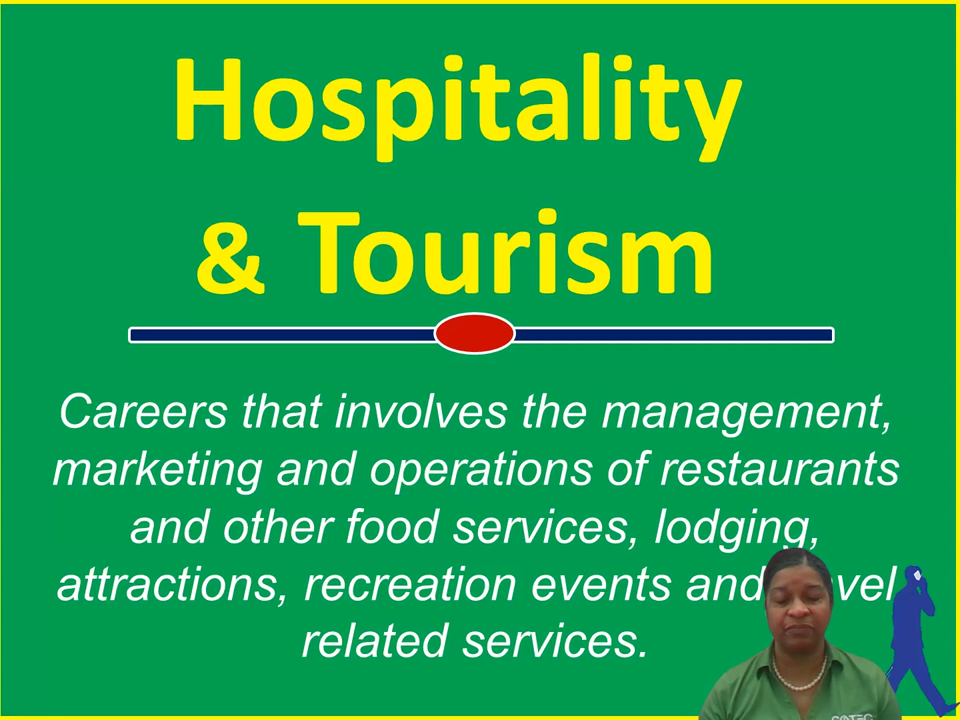 Hospitality
& Tourism
Careers that involves the management,
marketing and operations of restaurants
and other food services, lodging,
attractions, recreation events and
related services.